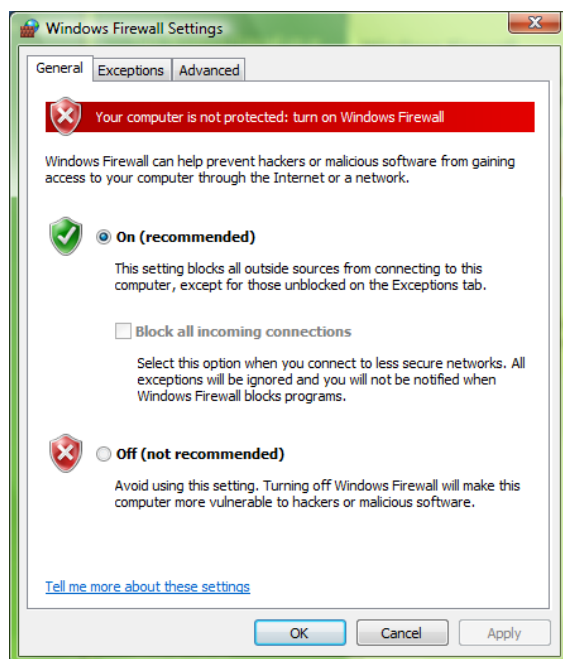 Windows Firewall Settings
General Exceptions Advanced
Your computer is not protected: turn on Windows Firewall
Windows Firewall can help prevent hackers or malicious software from gaining
access to your computer through the Internet or a network.
On (recommended)
This setting blocks all outside sources from connecting to this
computer, except for those unblocked on the Exceptions tab.
Block all incoming connections
Select this option when you connect to less secure networks. All
exceptions will be ignored and you will not be notified when
Windows Firewall blocks programs.
Off (not recommended)
Avoid using this setting. Turning off Windows Firewall will make this
computer more vulnerable to hackers or malicious software.
Tell me more about these settings
OK Cancel Apply